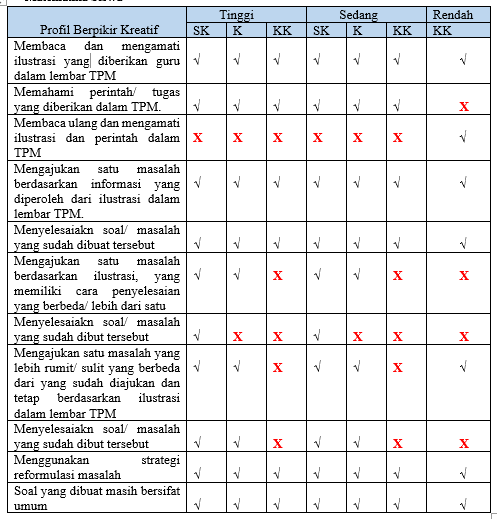 Profil Berpikir Kreatif
Tinggi Sedang Rendah
SK K KK SK K KK KK
Membaca dan mengamati
ilustrasi yang diberikan guru √ √ √ √ √ √ √
dalam lembar TPM
Memahami perintah/ tugas
yang diberikan dalam TPM. √ √ √ √ √ √ X
Membaca ulang dan mengamati
ilustrasi dan perintah dalam X X X X X X √
TPM
Mengajukan satu masalah
berdasarkan informasi yang √ √ √ √ √ √ √
diperoleh dari ilustrasi dalam
lembar TPM.
Menyelesaiakn soal/ masalah
yang sudah dibuat tersebut √ √ √ √ √ √ √
Mengajukan satu masalah
berdasarkan ilustrasi, yang √ √ X √ √ X X
memiliki cara penyelesaian
yang berbeda/ lebih dari satu
Menyelesaiakn soal/ masalah
yang sudah dibut tersebut √ X X √ X X X
Mengajukan satu masalah yang
lebih rumit/ sulit yang berbeda √ √ X √ √ X √
dari yang sudah diajukan dan
tetap berdasarkan ilustrasi
dalam lembar TPM
Menyelesaiakn soal/ masalah
yang sudah dibut tersebut √ √ X √ √ X X
Menggunakan strategi
reformulasi masalah √ √ √ √ √ √ √
Soal yang dibuat masih bersifat
umum √ √ √ √ √ √ √